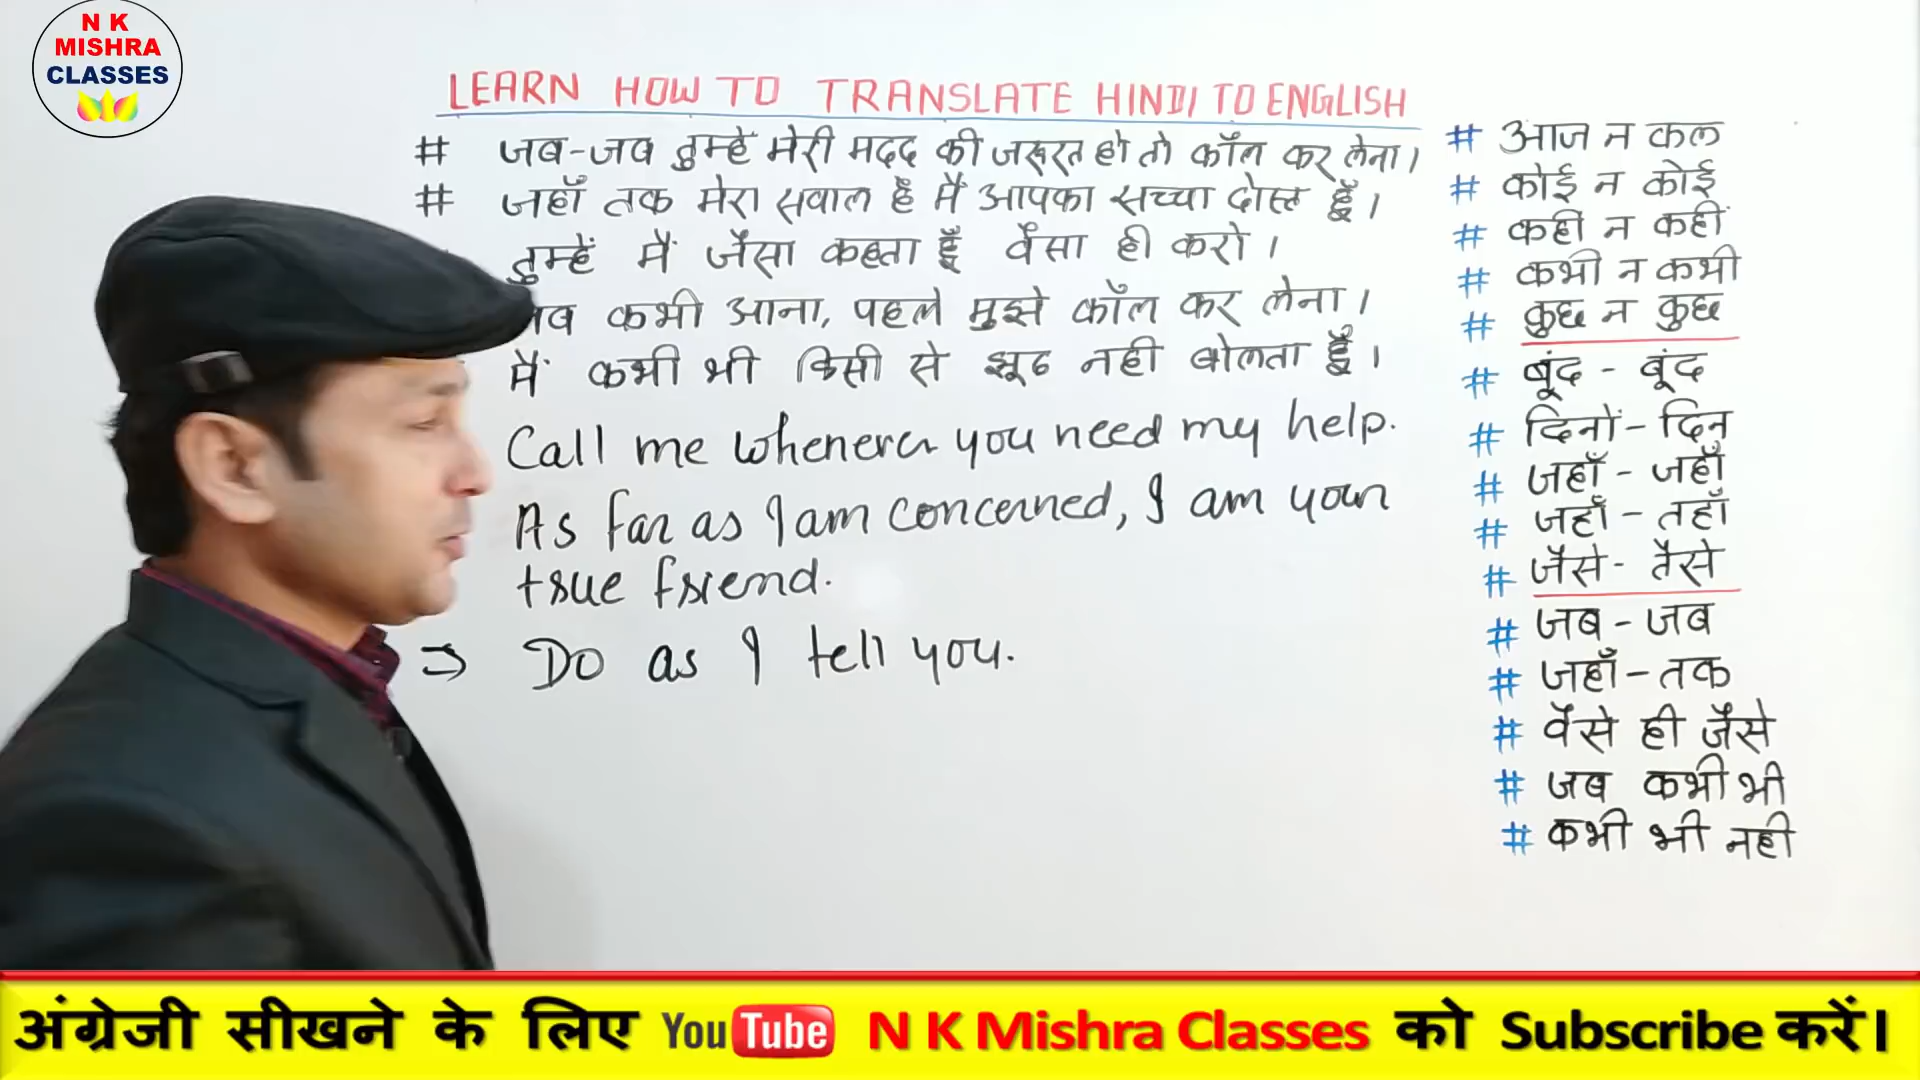 N K
MISHRA
CLASSES
LEARN HOW TO TRANSLATE HINDI TO ENGLISH
# जब-जब तुम्हें मेरी मदद की जरूरत हो तो कॉल कर लेना।
# जहाँ तक मेरा सवाल है मैं आपका सच्चा दोस्त हूँ।
तुम्हें मैं जैसा कहता हूँ वैसा ही करो।
कभी आना, पहले मुझे कॉल कर लेना।
मैं कभी भी किसी से झूठ नही बोलता हूँ।
Call me whenever you need my help.
As far as I am concerned, I am your
true friend.
⇒ Do as I tell you.
# आज न कल
# कोई न कोई
# कहीं न कहीं
# कभी न कभी
# कुछ न कुछ
# बूंद - बूंद
# दिनों - दिन
# जहाँ - जहाँ
# जहाँ - तहाँ
# जैसे - तैसे
# जब - जब
# जहाँ - तक
# वैसे ही जैसे
# जब कभी भी
# कभी भी नही
अंग्रेजी सीखने के लिए YouTube N K Mishra Classes को Subscribe करें।